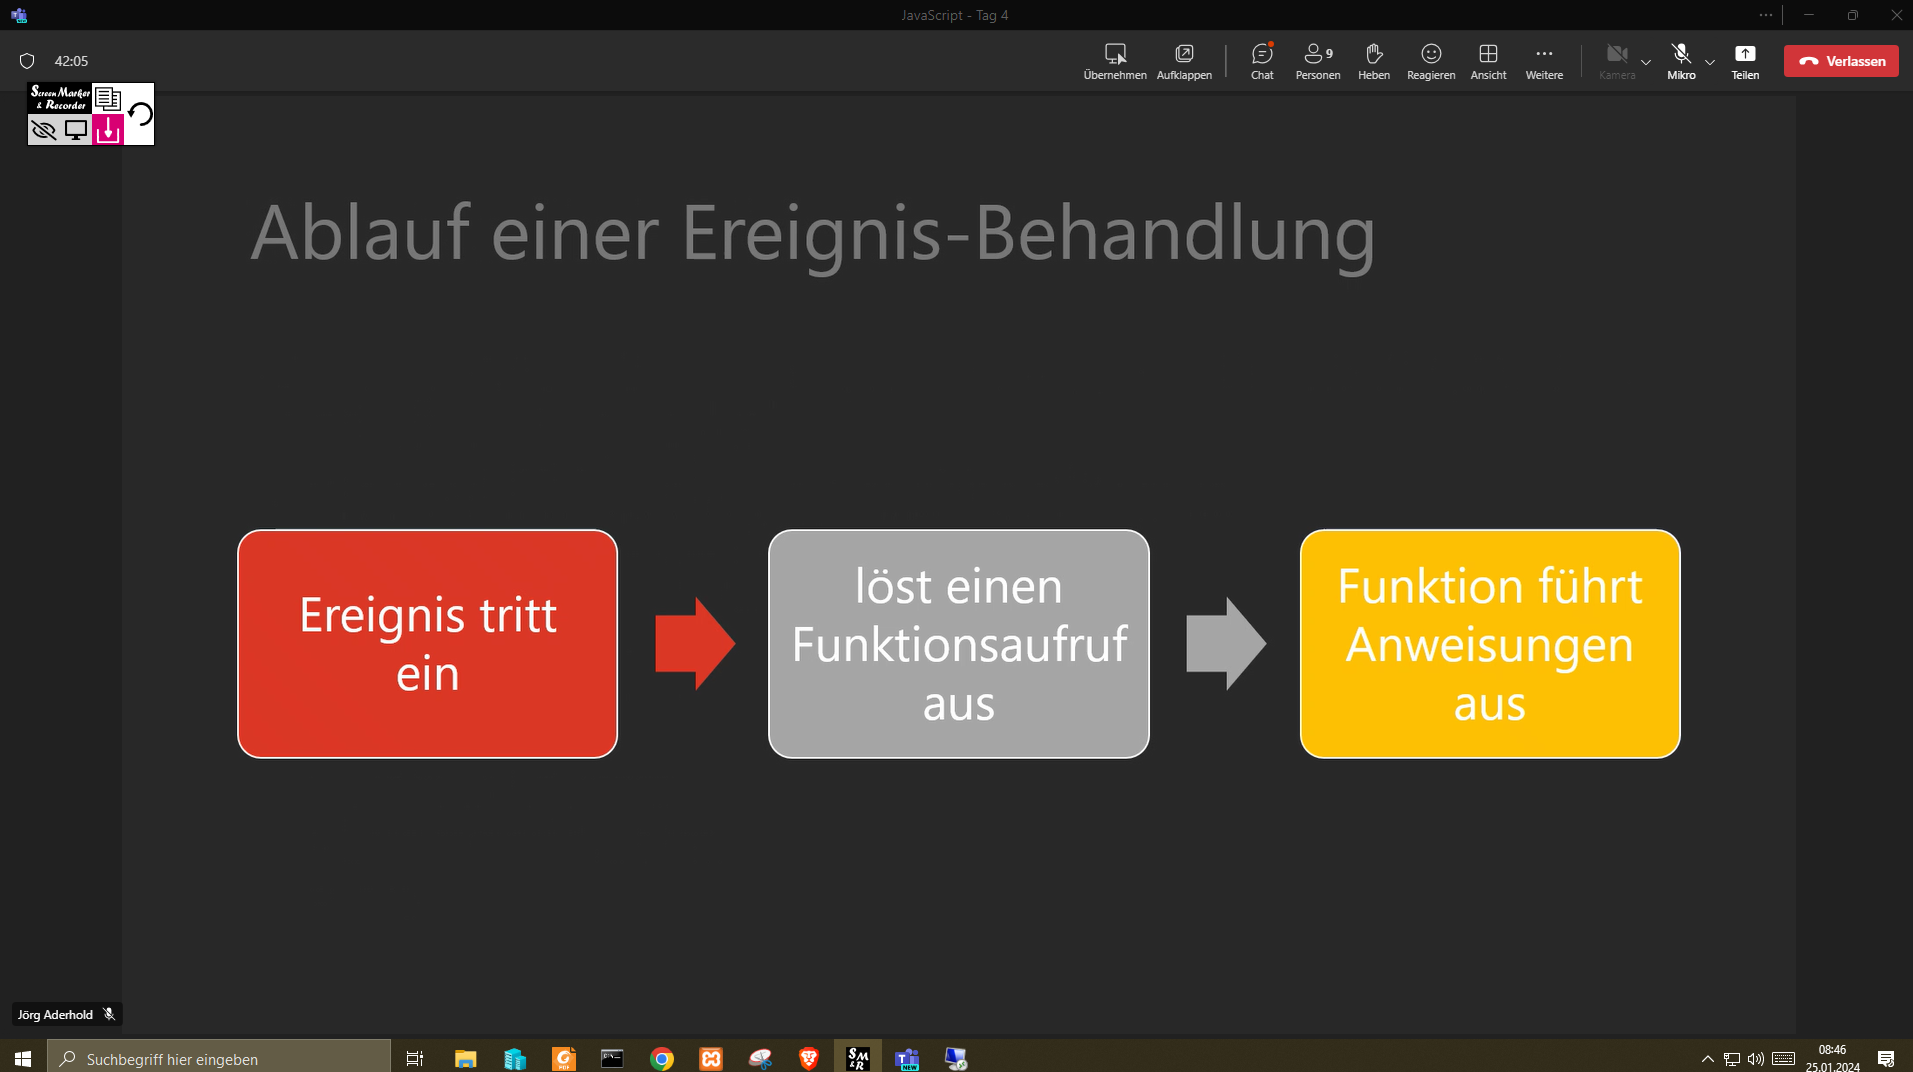 JavaScript - Tag 4
42:05
Übernehmen Aufklappen Chat Personen 9 Heben Reagieren Ansicht Weitere Kamera Mikro Teilen Verlassen
Screen Marker
& Recorder
Ablauf einer Ereignis-Behandlung
Ereignis tritt
ein
löst einen
Funktionsaufruf
aus
Funktion führt
Anweisungen
aus
Jörg Aderhold
Suchbegriff hier eingeben
SM
&R
NEW
08:46
25.01.2024